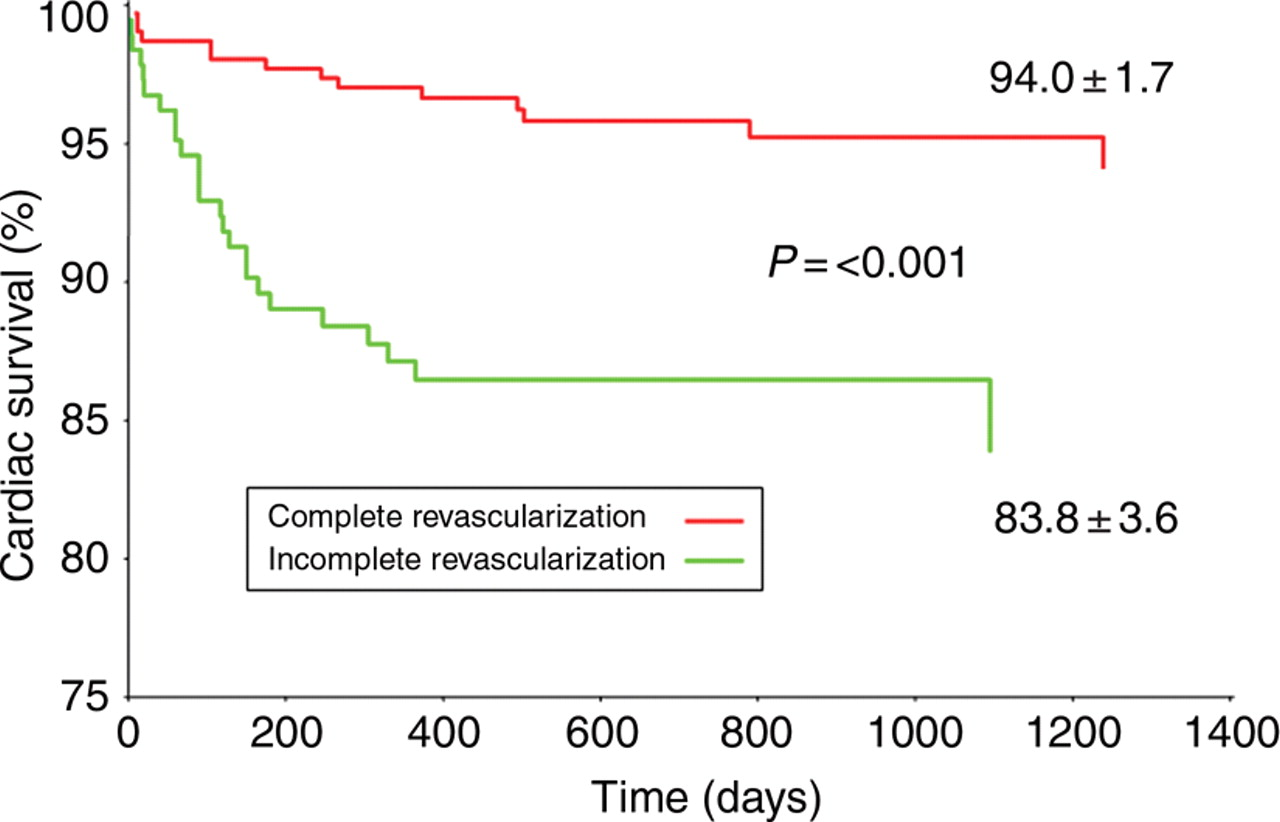 Cardiac survival (%)
100
95
90
85
80
75
94.0 ± 1.7
P = <0.001
83.8 ± 3.6
Complete revascularization
Incomplete revascularization
0 200 400 600 800 1000 1200 1400
Time (days)